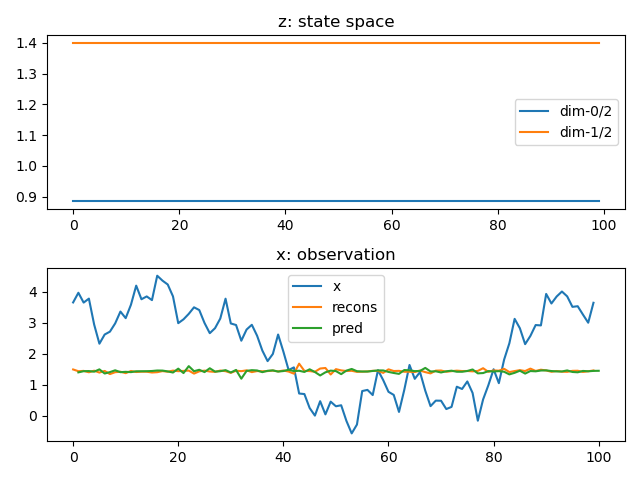 z: state space
1.4
1.3
1.2
1.1
1.0
0.9
dim-0/2
dim-1/2
0 20 40 60 80 100
x: observation
4
3
2
1
0
x
recons
pred
0 20 40 60 80 100